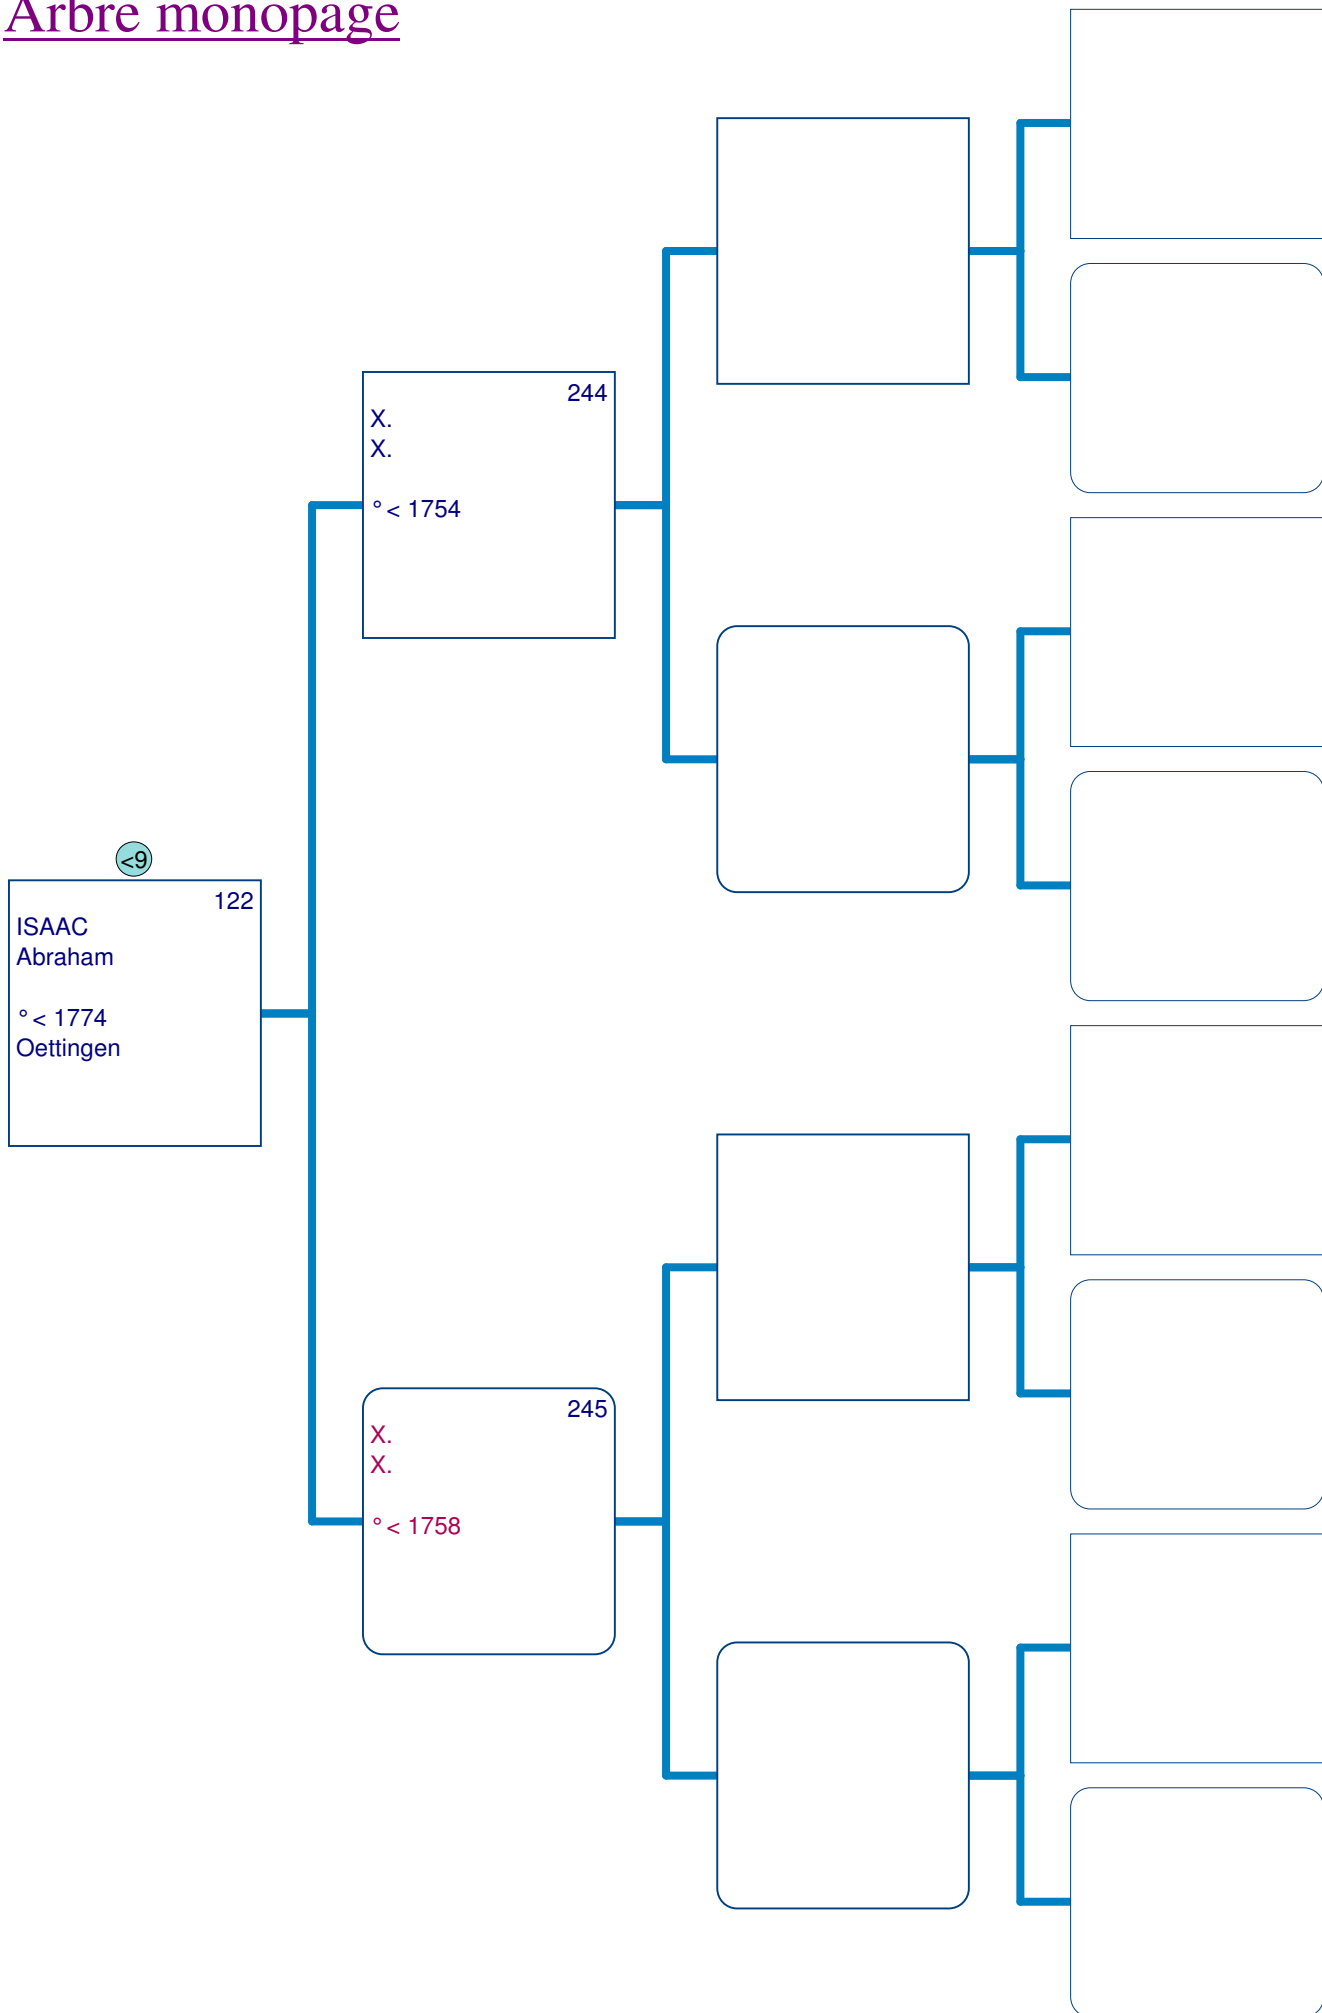 Arbre monopage
244
X.
X.
° < 1754
<9
122
ISAAC
Abraham
° < 1774
Oettingen
245
X.
X.
° < 1758